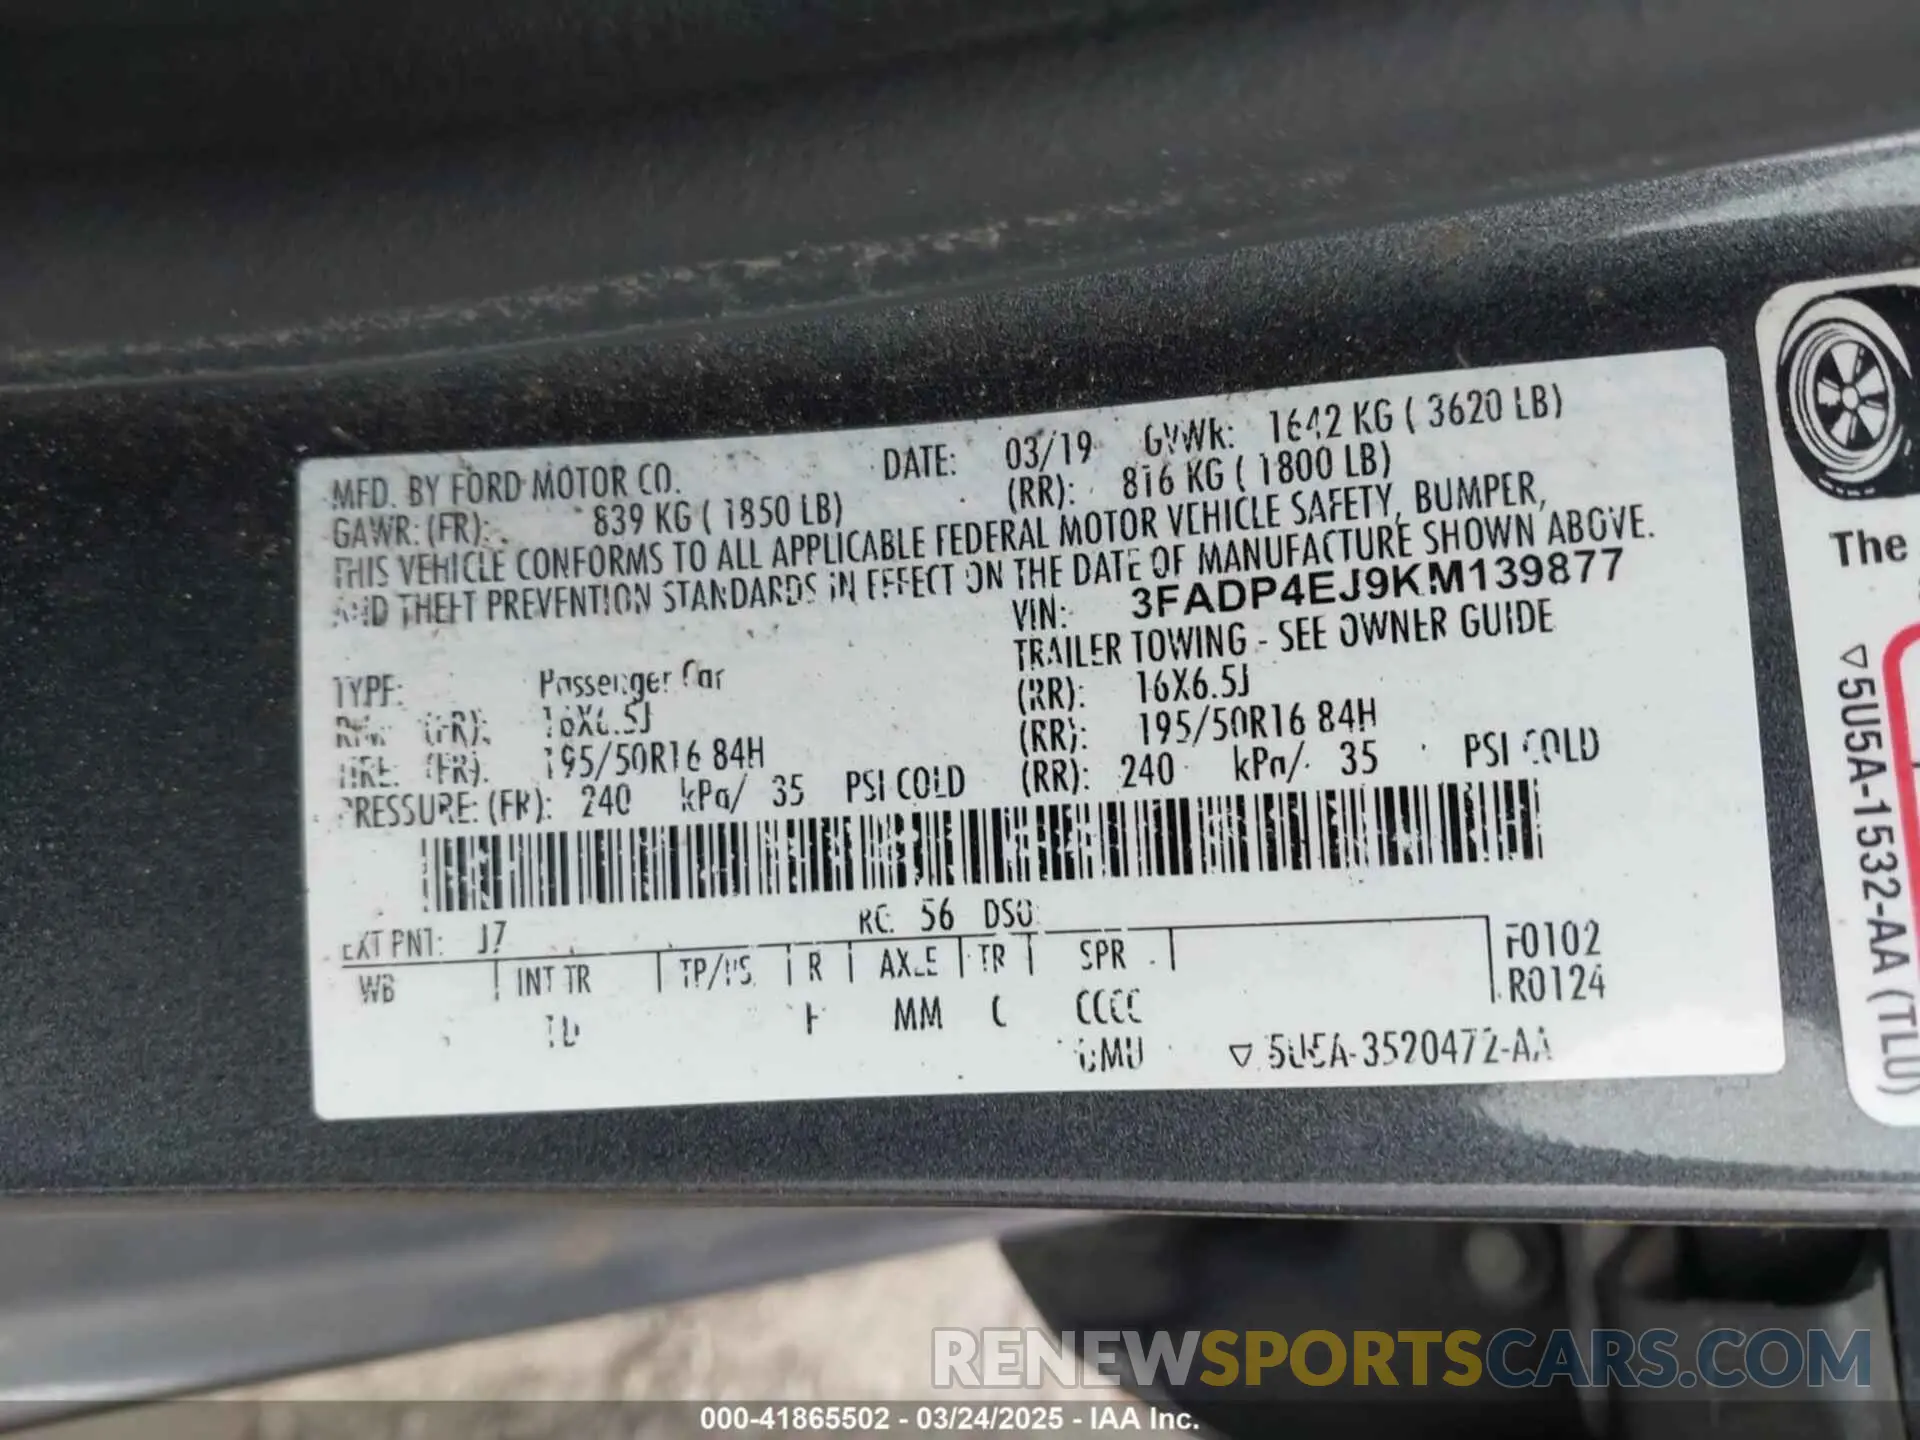 MFD. BY FORD MOTOR CO. DATE: 03/19 GVWR: 1642 KG ( 3620 LB)
GAWR: (FR): 839 KG ( 1850 LB) (RR): 816 KG ( 1800 LB)
THIS VEHICLE CONFORMS TO ALL APPLICABLE FEDERAL MOTOR VEHICLE SAFETY, BUMPER,
AND THEFT PREVENTION STANDARDS IN EFFECT ON THE DATE OF MANUFACTURE SHOWN ABOVE.
VIN: 3FADP4EJ9KM139877
TRAILER TOWING - SEE OWNER GUIDE
TYPE: Passenger Car
RIM: (FR): 16X6.5J (RR): 16X6.5J
TIRE: (FR): 195/50R16 84H (RR): 195/50R16 84H
PRESSURE: (FR): 240 kPa/ 35 PSI COLD (RR): 240 kPa/ 35 PSI COLD
EXT PNT: J7 RC: 56 DSO:
WB INT TR TP/PS R AXLE TR SPR F0102
R0124
MM CCCC
5U5A-3520472-AA
The
5U5A-1532-AA (TLU)
RENEWSPORTSCARS.COM
000-41865502 - 03/24/2025 - IAA Inc.